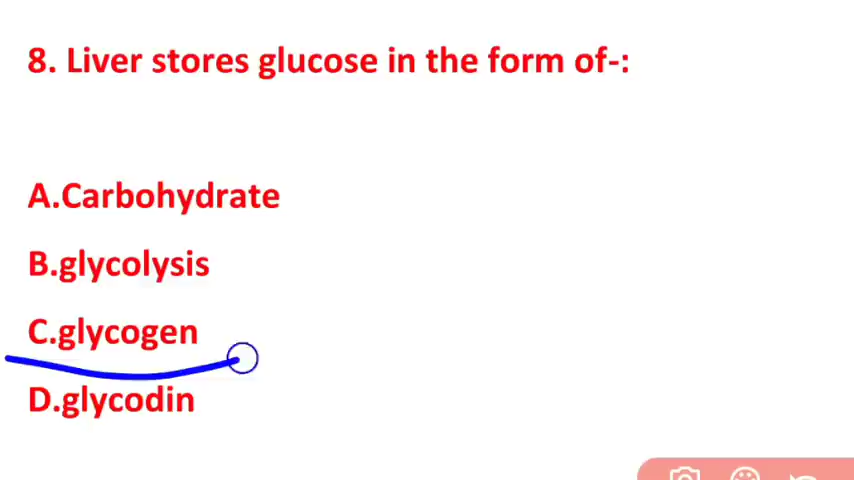 8. Liver stores glucose in the form of-:
A.Carbohydrate
B.glycolysis
C.glycogen
D.glycodin